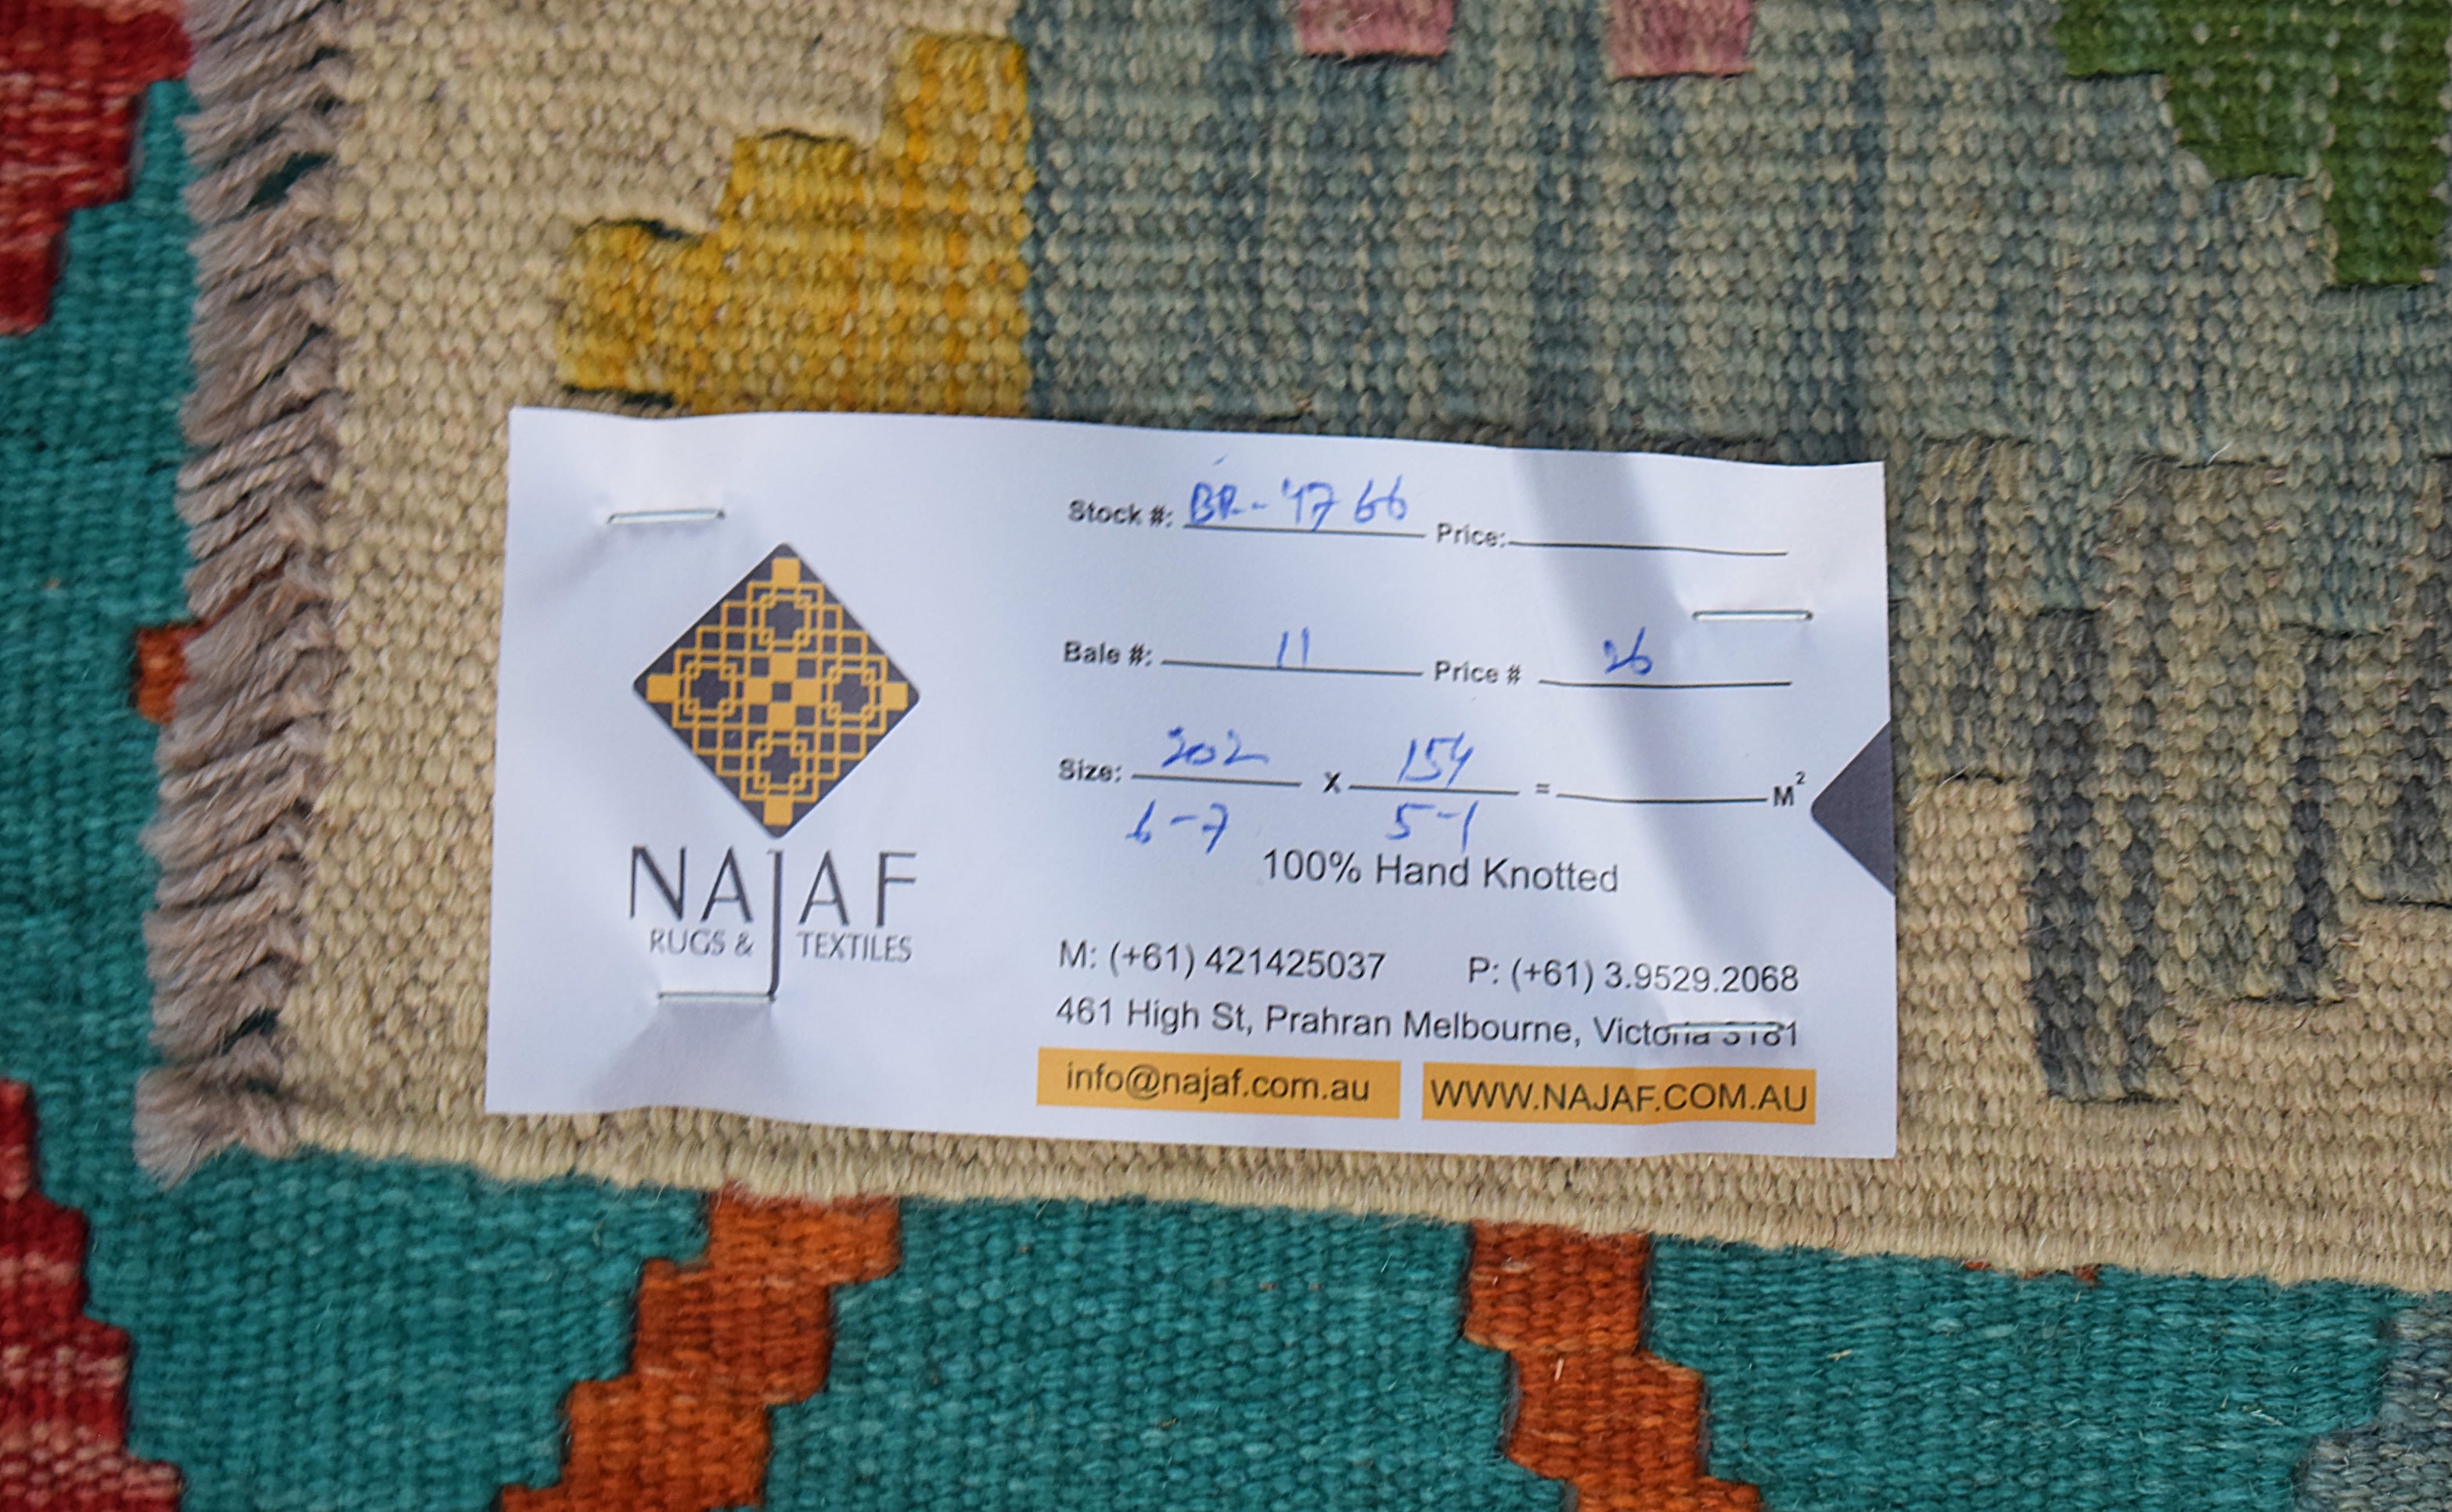 Stock #: BR-4766 Price:
Bale #: 11 Price # 26
Size: 202 X 154 = M²
6-7 5-1
100% Hand Knotted
NAJAF
RUGS & TEXTILES
M: (+61) 421425037 P: (+61) 3.9529.2068
461 High St, Prahran Melbourne, Victoria 3181
info@najaf.com.au WWW.NAJAF.COM.AU